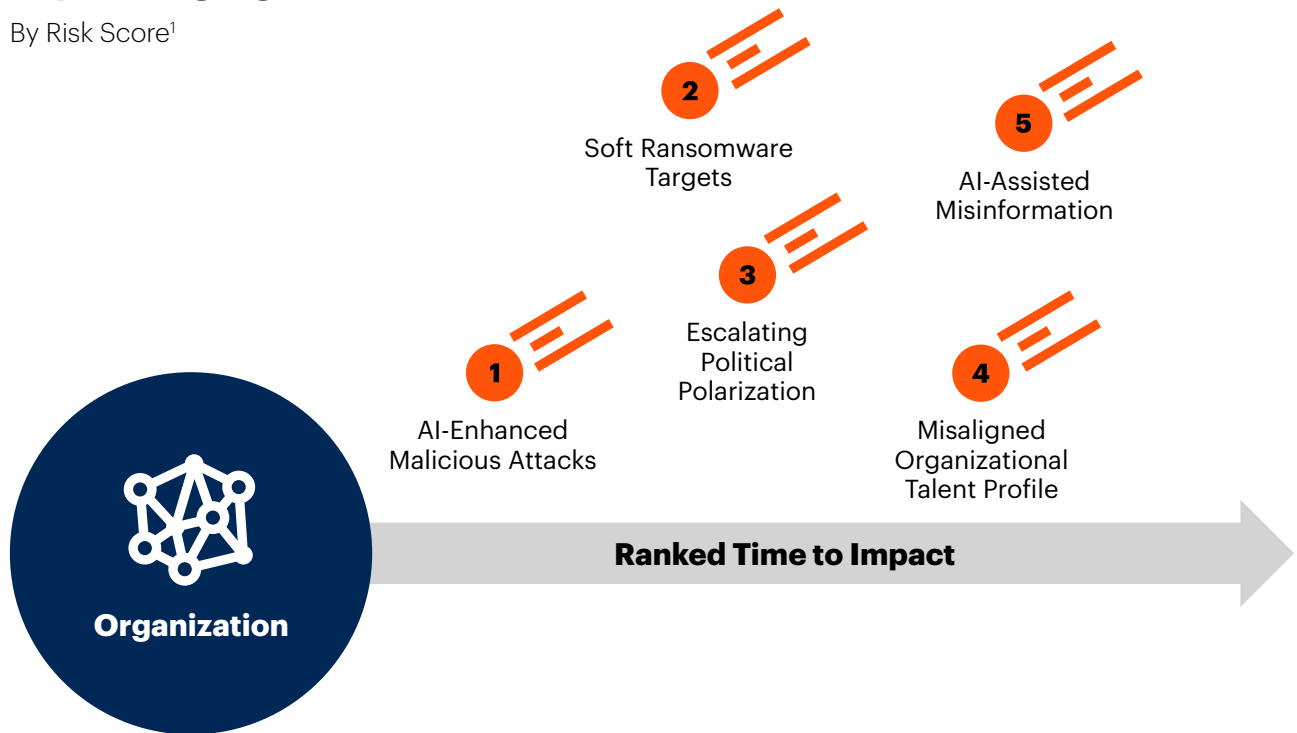 By Risk Score¹
2
Soft Ransomware
Targets
5
AI-Assisted
Misinformation
3
Escalating
Political
Polarization
1
AI-Enhanced
Malicious Attacks
4
Misaligned
Organizational
Talent Profile
Ranked Time to Impact
Organization